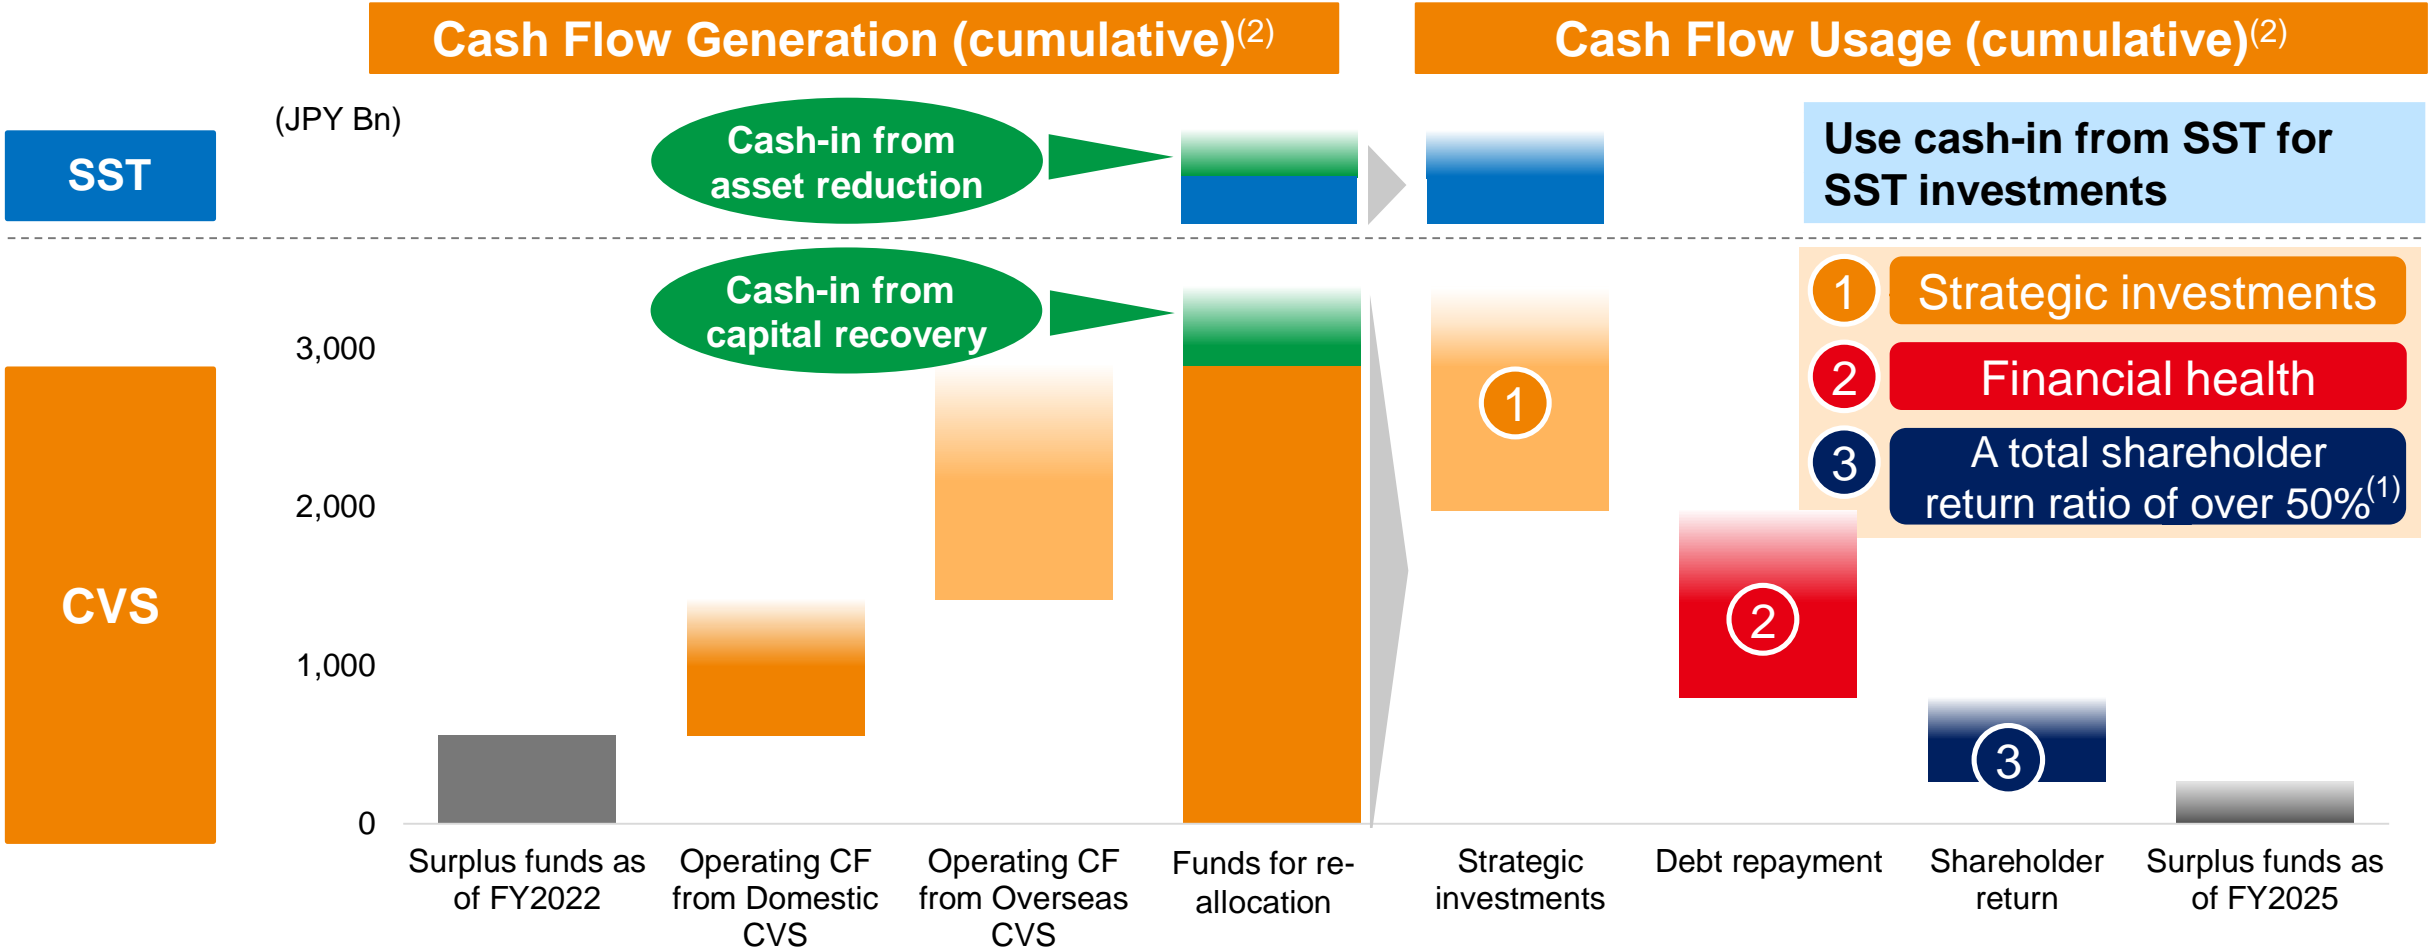 Cash Flow Generation (cumulative)(2)
Cash Flow Usage (cumulative)(2)
(JPY Bn)
SST
Cash-in from
asset reduction
Use cash-in from SST for
SST investments
Cash-in from
capital recovery
1 Strategic investments
2 Financial health
3 A total shareholder
return ratio of over 50%(1)
CVS
3,000
2,000
1,000
0
1
2
3
Surplus funds as
of FY2022
Operating CF
from Domestic
CVS
Operating CF
from Overseas
CVS
Funds for re-
allocation
Strategic
investments
Debt repayment
Shareholder
return
Surplus funds as
of FY2025